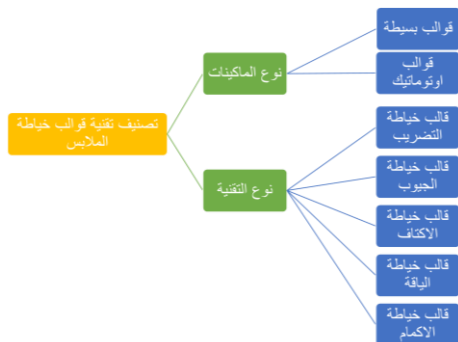 تصنيف تقنية قوالب خياطة
الملابس
نوع الماكينات
قوالب بسيطة
قوالب
اوتوماتيك
نوع التقنية
قالب خياطة
التضريب
قالب خياطة
الجيوب
قالب خياطة
الاكتاف
قالب خياطة
الياقة
قالب خياطة
الاكمام